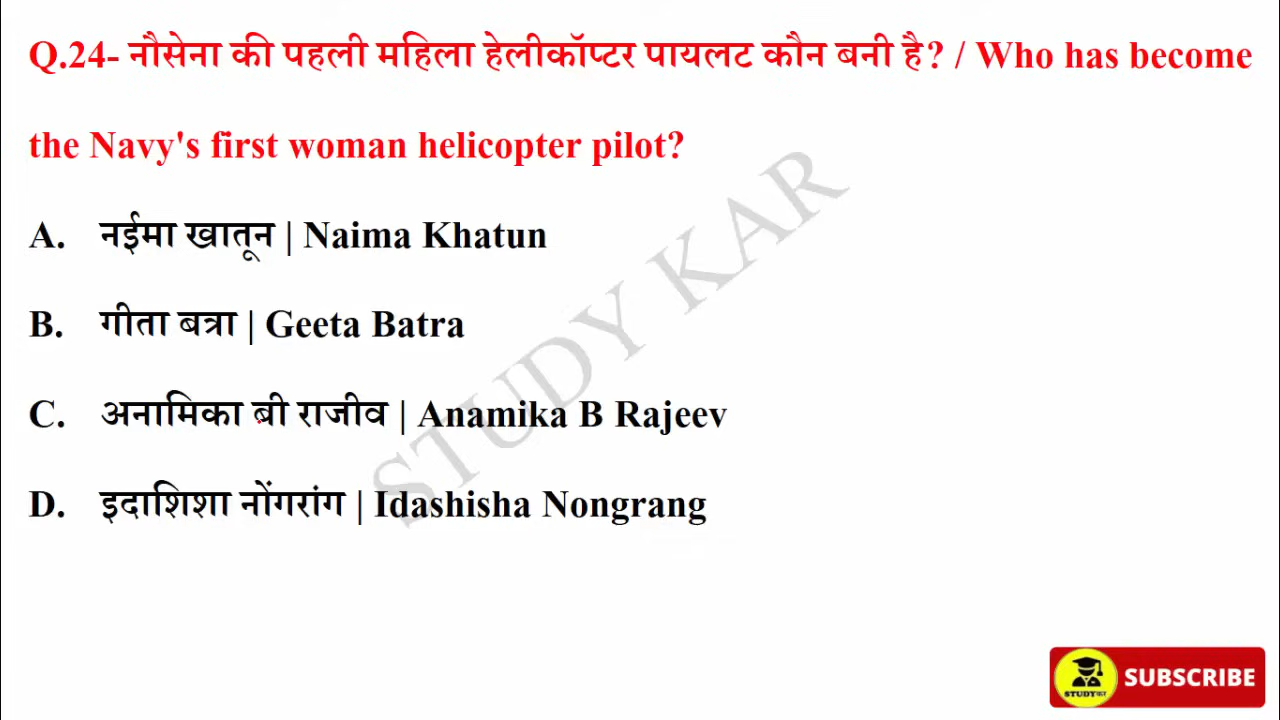 Q.24- नौसेना की पहली महिला हेलीकॉप्टर पायलट कौन बनी है? / Who has become
the Navy's first woman helicopter pilot?
A. नईमा खातून | Naima Khatun
B. गीता बत्रा | Geeta Batra
C. अनामिका बी राजीव | Anamika B Rajeev
D. इदाशिशा नोंगरांग | Idashisha Nongrang
STUDY KAR
SUBSCRIBE
STUDYकर